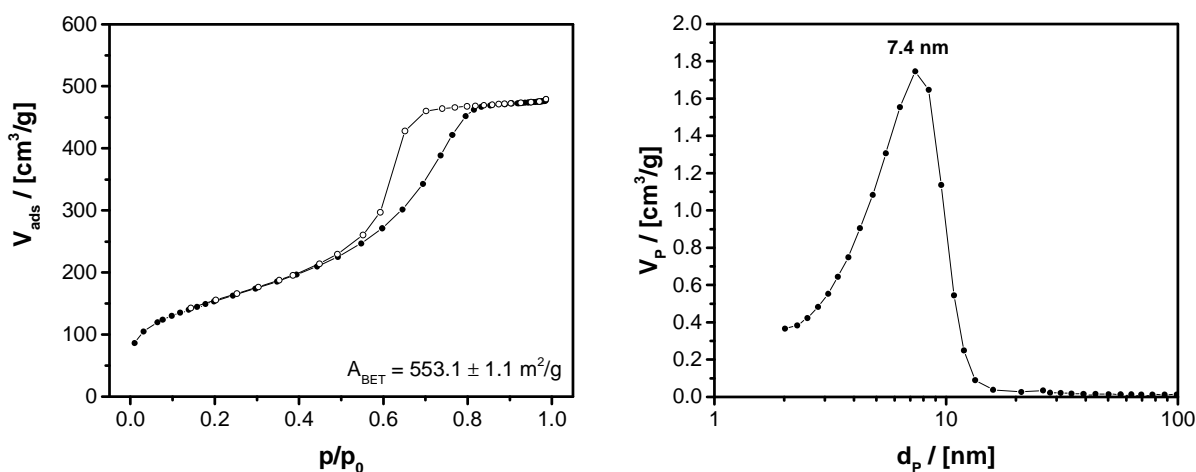 600
500
400
300
200
100
0
V_ads / [cm³/g]
0.0 0.2 0.4 0.6 0.8 1.0
p/p₀
A_BET = 553.1 ± 1.1 m²/g
2.0
1.8
1.6
1.4
1.2
1.0
0.8
0.6
0.4
0.2
0.0
V_P / [cm³/g]
7.4 nm
1 10 100
d_P / [nm]